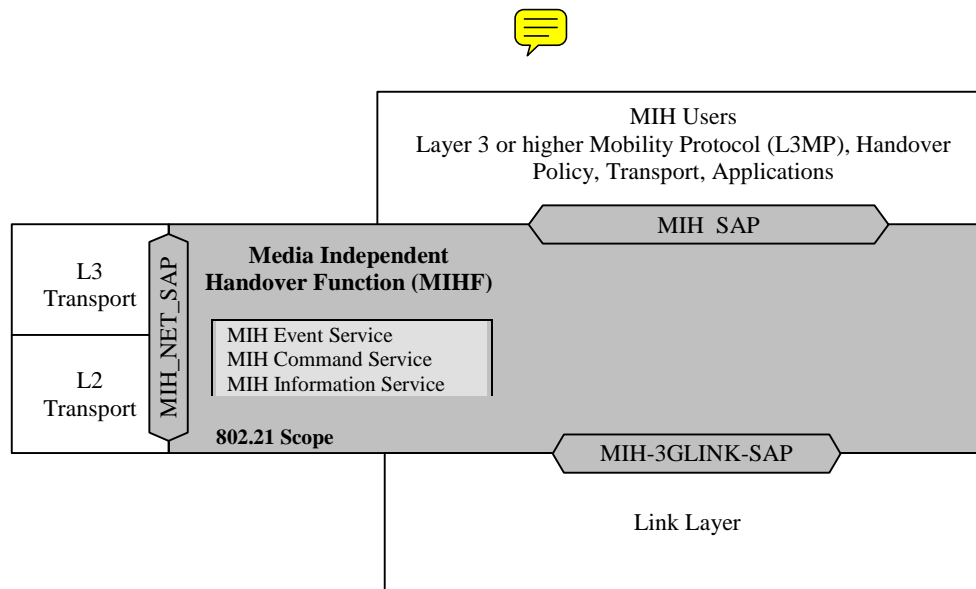 MIH Users
Layer 3 or higher Mobility Protocol (L3MP), Handover
Policy, Transport, Applications
MIH SAP
L3
Transport
L2
Transport
MIH_NET_SAP
Media Independent
Handover Function (MIHF)
MIH Event Service
MIH Command Service
MIH Information Service
802.21 Scope
MIH-3GLINK-SAP
Link Layer